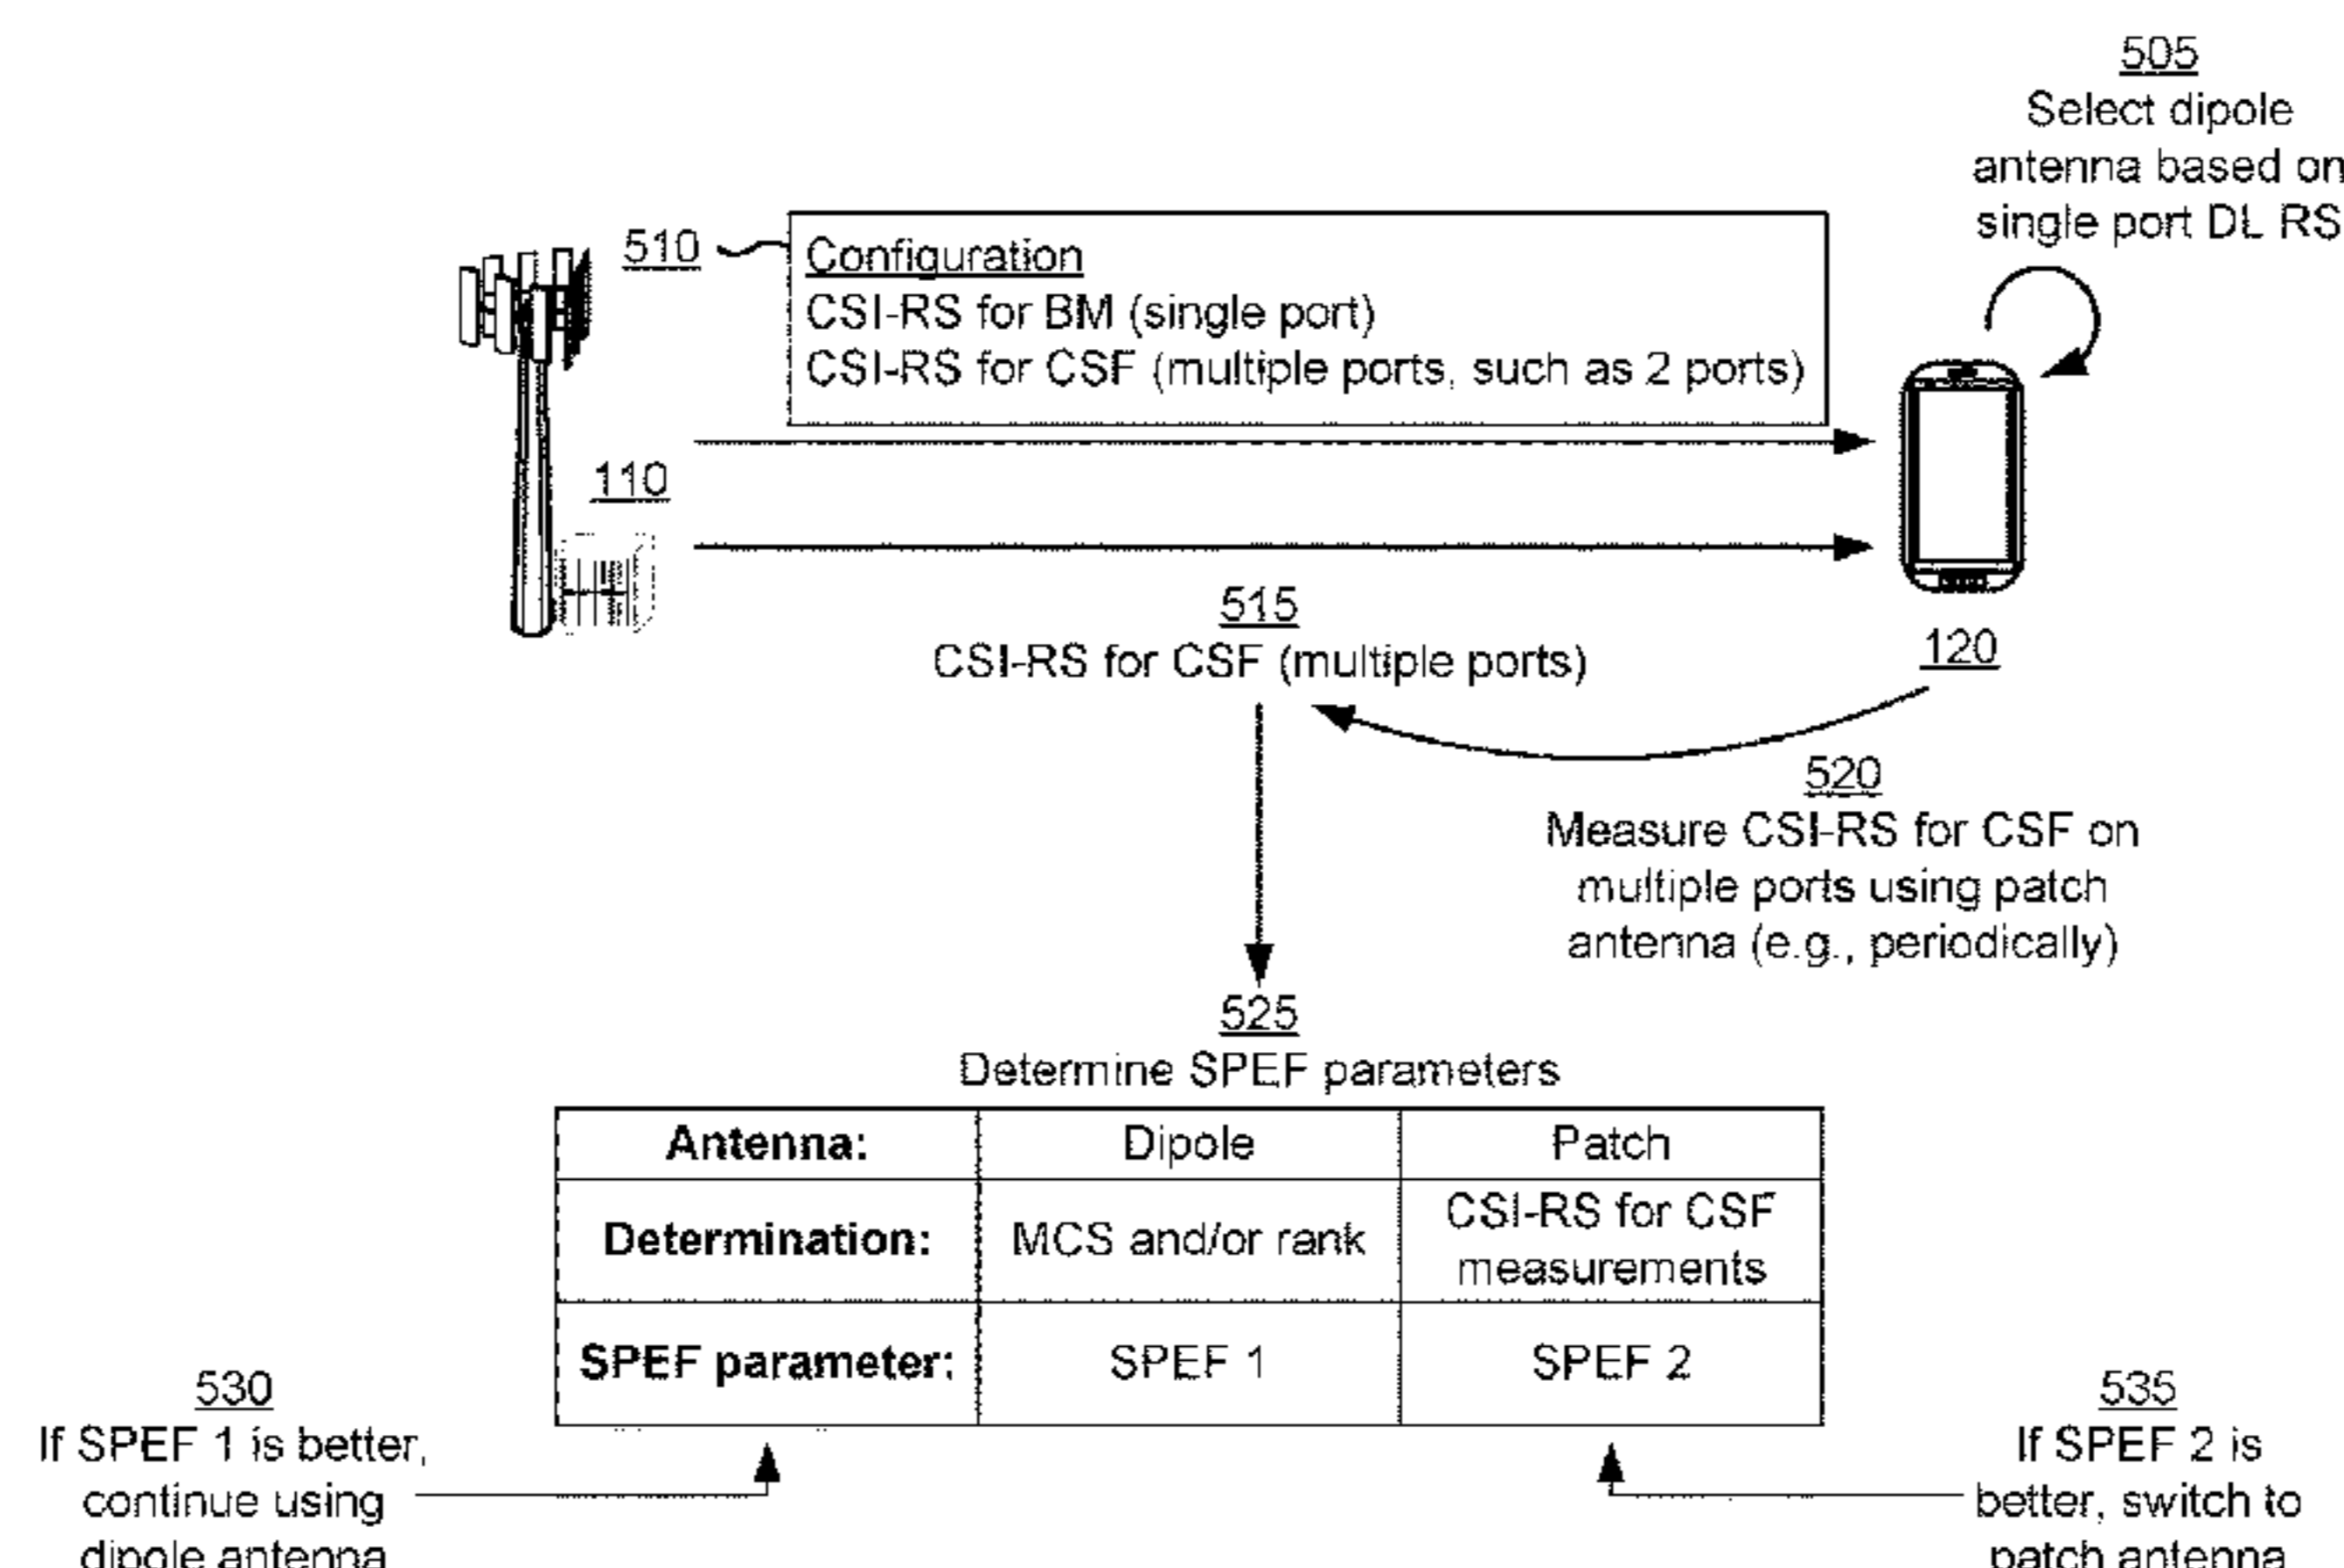 505
Select dipole
antenna based on
single port DL RS
510
Configuration
CSI-RS for BM (single port)
CSI-RS for CSF (multiple ports, such as 2 ports)
110
515
CSI-RS for CSF (multiple ports)
120
520
Measure CSI-RS for CSF on
multiple ports using patch
antenna (e.g., periodically)
525
Determine SPEF parameters
Antenna: Dipole Patch
Determination: MCS and/or rank CSI-RS for CSF
measurements
SPEF parameter: SPEF 1 SPEF 2
530
If SPEF 1 is better,
continue using
dipole antenna
535
If SPEF 2 is
better, switch to
patch antenna